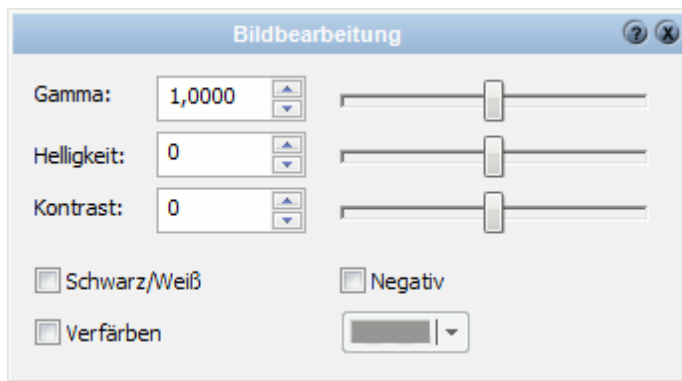 Bildbearbeitung ? X
Gamma: 1,0000
Helligkeit: 0
Kontrast: 0
Schwarz/Weiß Negativ
Verfärben